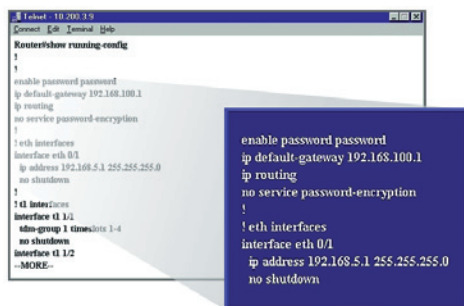 Telnet - 10.200.3.9
Connect Edit Terminal Help
Router#show running-config
!
!
enable password password
ip default-gateway 192.168.100.1
ip routing
no service password-encryption
!
! eth interfaces
interface eth 0/1
ip address 192.168.5.1 255.255.255.0
no shutdown
!
! t1 interfaces
interface t1 1/1
tdm-group 1 timeslots 1-4
no shutdown
interface t1 1/2
--MORE--
enable password password
ip default-gateway 192.168.100.1
ip routing
no service password-encryption
!
! eth interfaces
interface eth 0/1
ip address 192.168.5.1 255.255.255.0
no shutdown